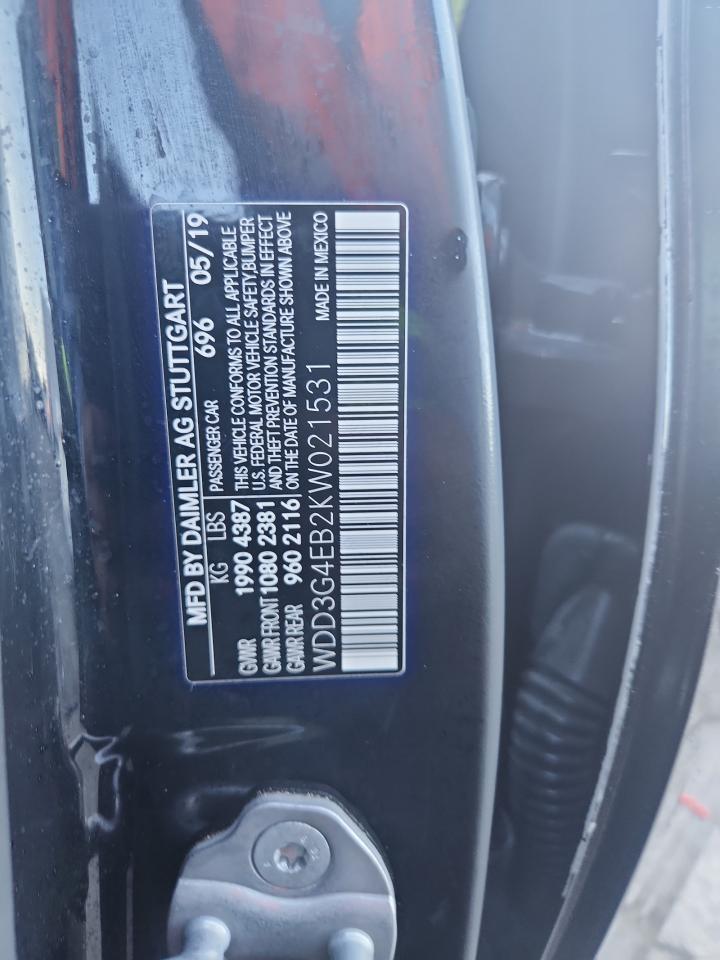 MFD BY DAIMLER AG STUTTGART
KG LBS PASSENGER CAR 696 05/19
GVWR 1990 4387 THIS VEHICLE CONFORMS TO ALL APPLICABLE
U.S. FEDERAL MOTOR VEHICLE SAFETY,BUMPER
GAWR FRONT 1080 2381 AND THEFT PREVENTION STANDARDS IN EFFECT
GAWR REAR 960 2116 ON THE DATE OF MANUFACTURE SHOWN ABOVE
WDD3G4EB2KW021531 MADE IN MEXICO